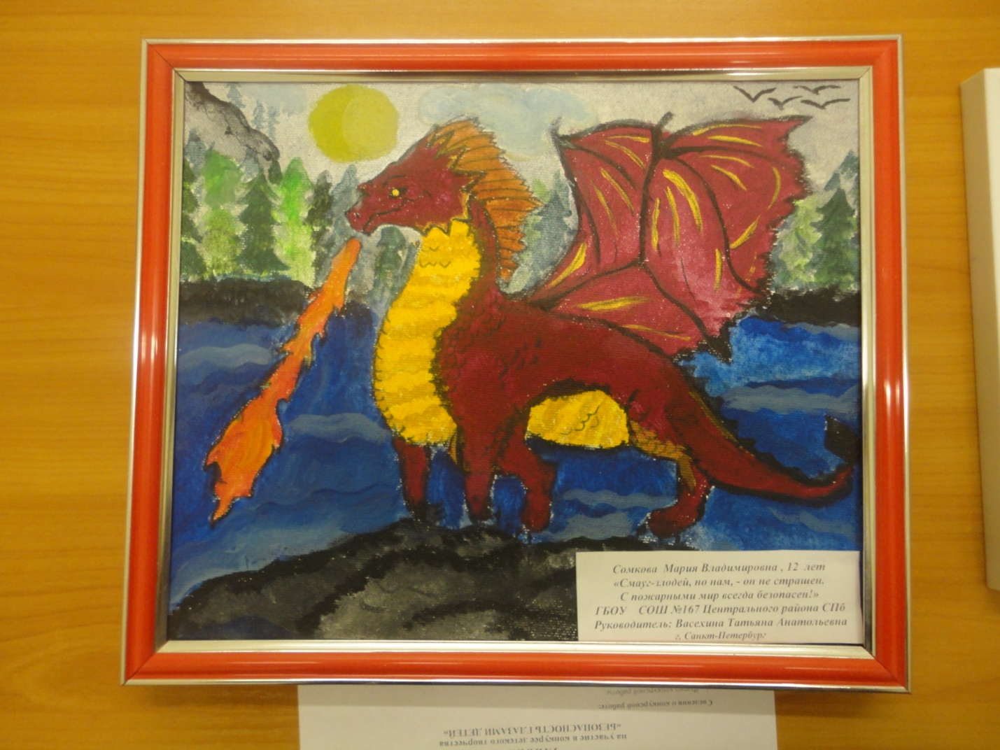 Сомкова Мария Владимировна , 12 лет
«Смауг-злодей, но нам, - он не страшен.
С пожарными мир всегда безопасен!»
ГБОУ СОШ №167 Центрального района СПб
Руководитель: Васехина Татьяна Анатольевна
г. Санкт-Петербург
Сведения о конкурсной работе:
«БЕЗОПАСНОСТЬ ГЛАЗАМИ ДЕТЕЙ»
на участие в конкурсе детского творчества